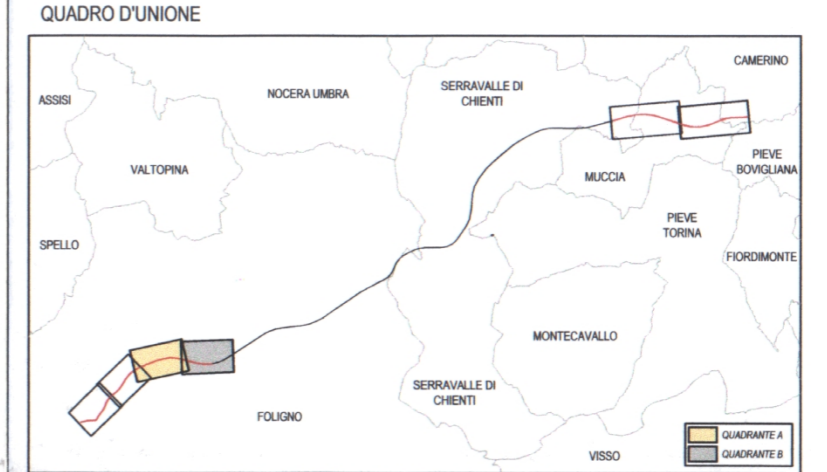 QUADRO D'UNIONE
CAMERINO
ASSISI
NOCERA UMBRA
SERRAVALLE DI
CHIENTI
VALTOPINA
PIEVE
BOVIGLIANA
MUCCIA
PIEVE
TORINA
SPELLO
FIORDIMONTE
MONTECAVALLO
SERRAVALLE DI
CHIENTI
FOLIGNO
VISSO
QUADRANTE A
QUADRANTE B